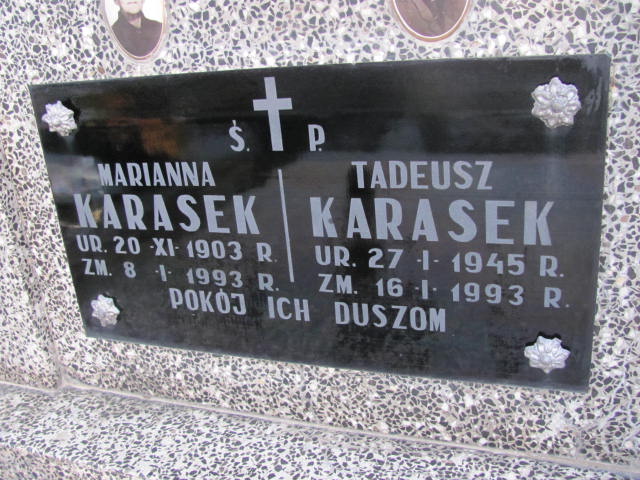 Ś. P.
MARIANNA
KARASEK
UR. 20 -XI- 1903 R.
ZM. 8 -I- 1993 R.
TADEUSZ
KARASEK
UR. 27 -I- 1945 R.
ZM. 16 -I- 1993 R.
POKÓJ ICH DUSZOM